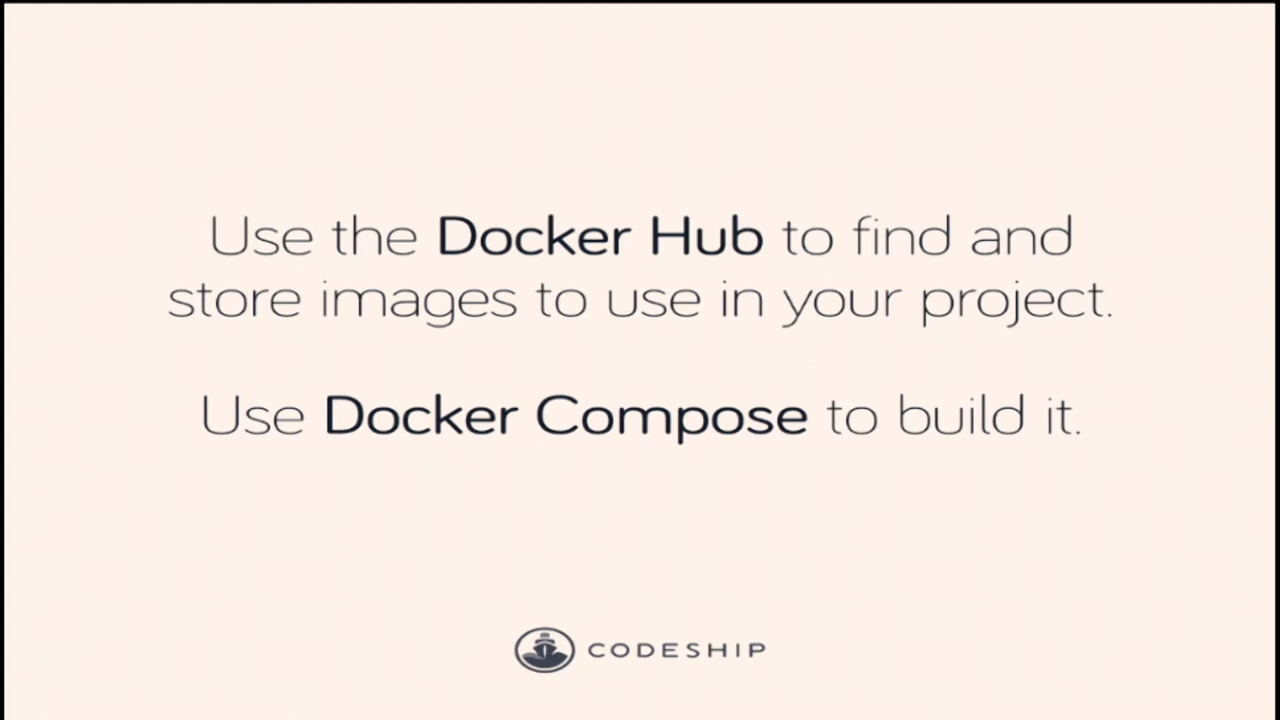 Use the Docker Hub to find and
store images to use in your project.
Use Docker Compose to build it.
CODESHIP